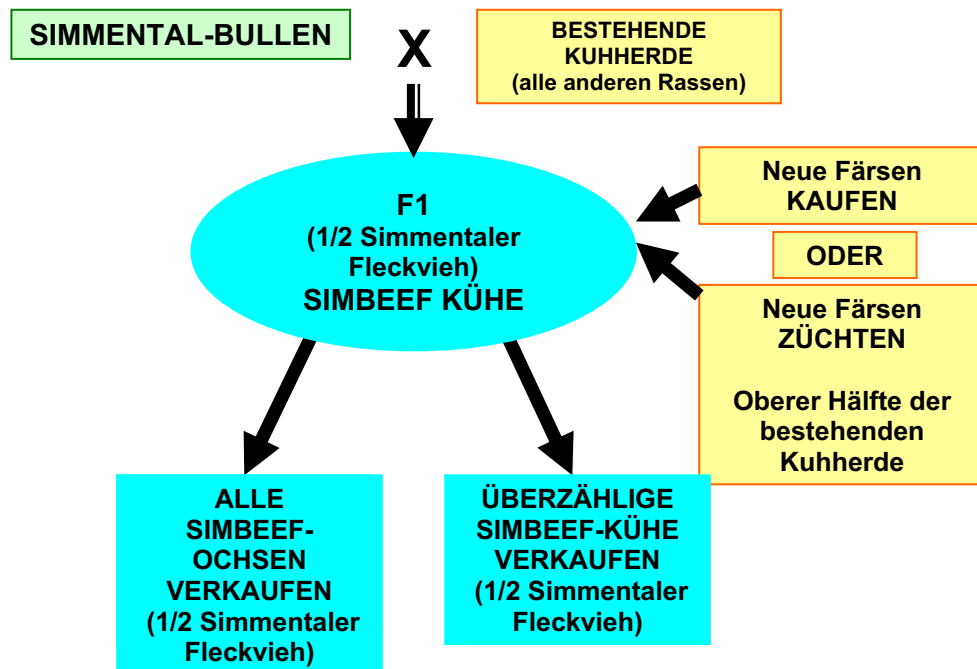 SIMMENTAL-BULLEN
X
BESTEHENDE
KUHHERDE
(alle anderen Rassen)
F1
(1/2 Simmentaler
Fleckvieh)
SIMBEEF KÜHE
Neue Färsen
KAUFEN
ODER
Neue Färsen
ZÜCHTEN
Oberer Hälfte der
bestehenden
Kuhherde
ALLE
SIMBEEF-
OCHSEN
VERKAUFEN
(1/2 Simmentaler
Fleckvieh)
ÜBERZÄHLIGE
SIMBEEF-KÜHE
VERKAUFEN
(1/2 Simmentaler
Fleckvieh)